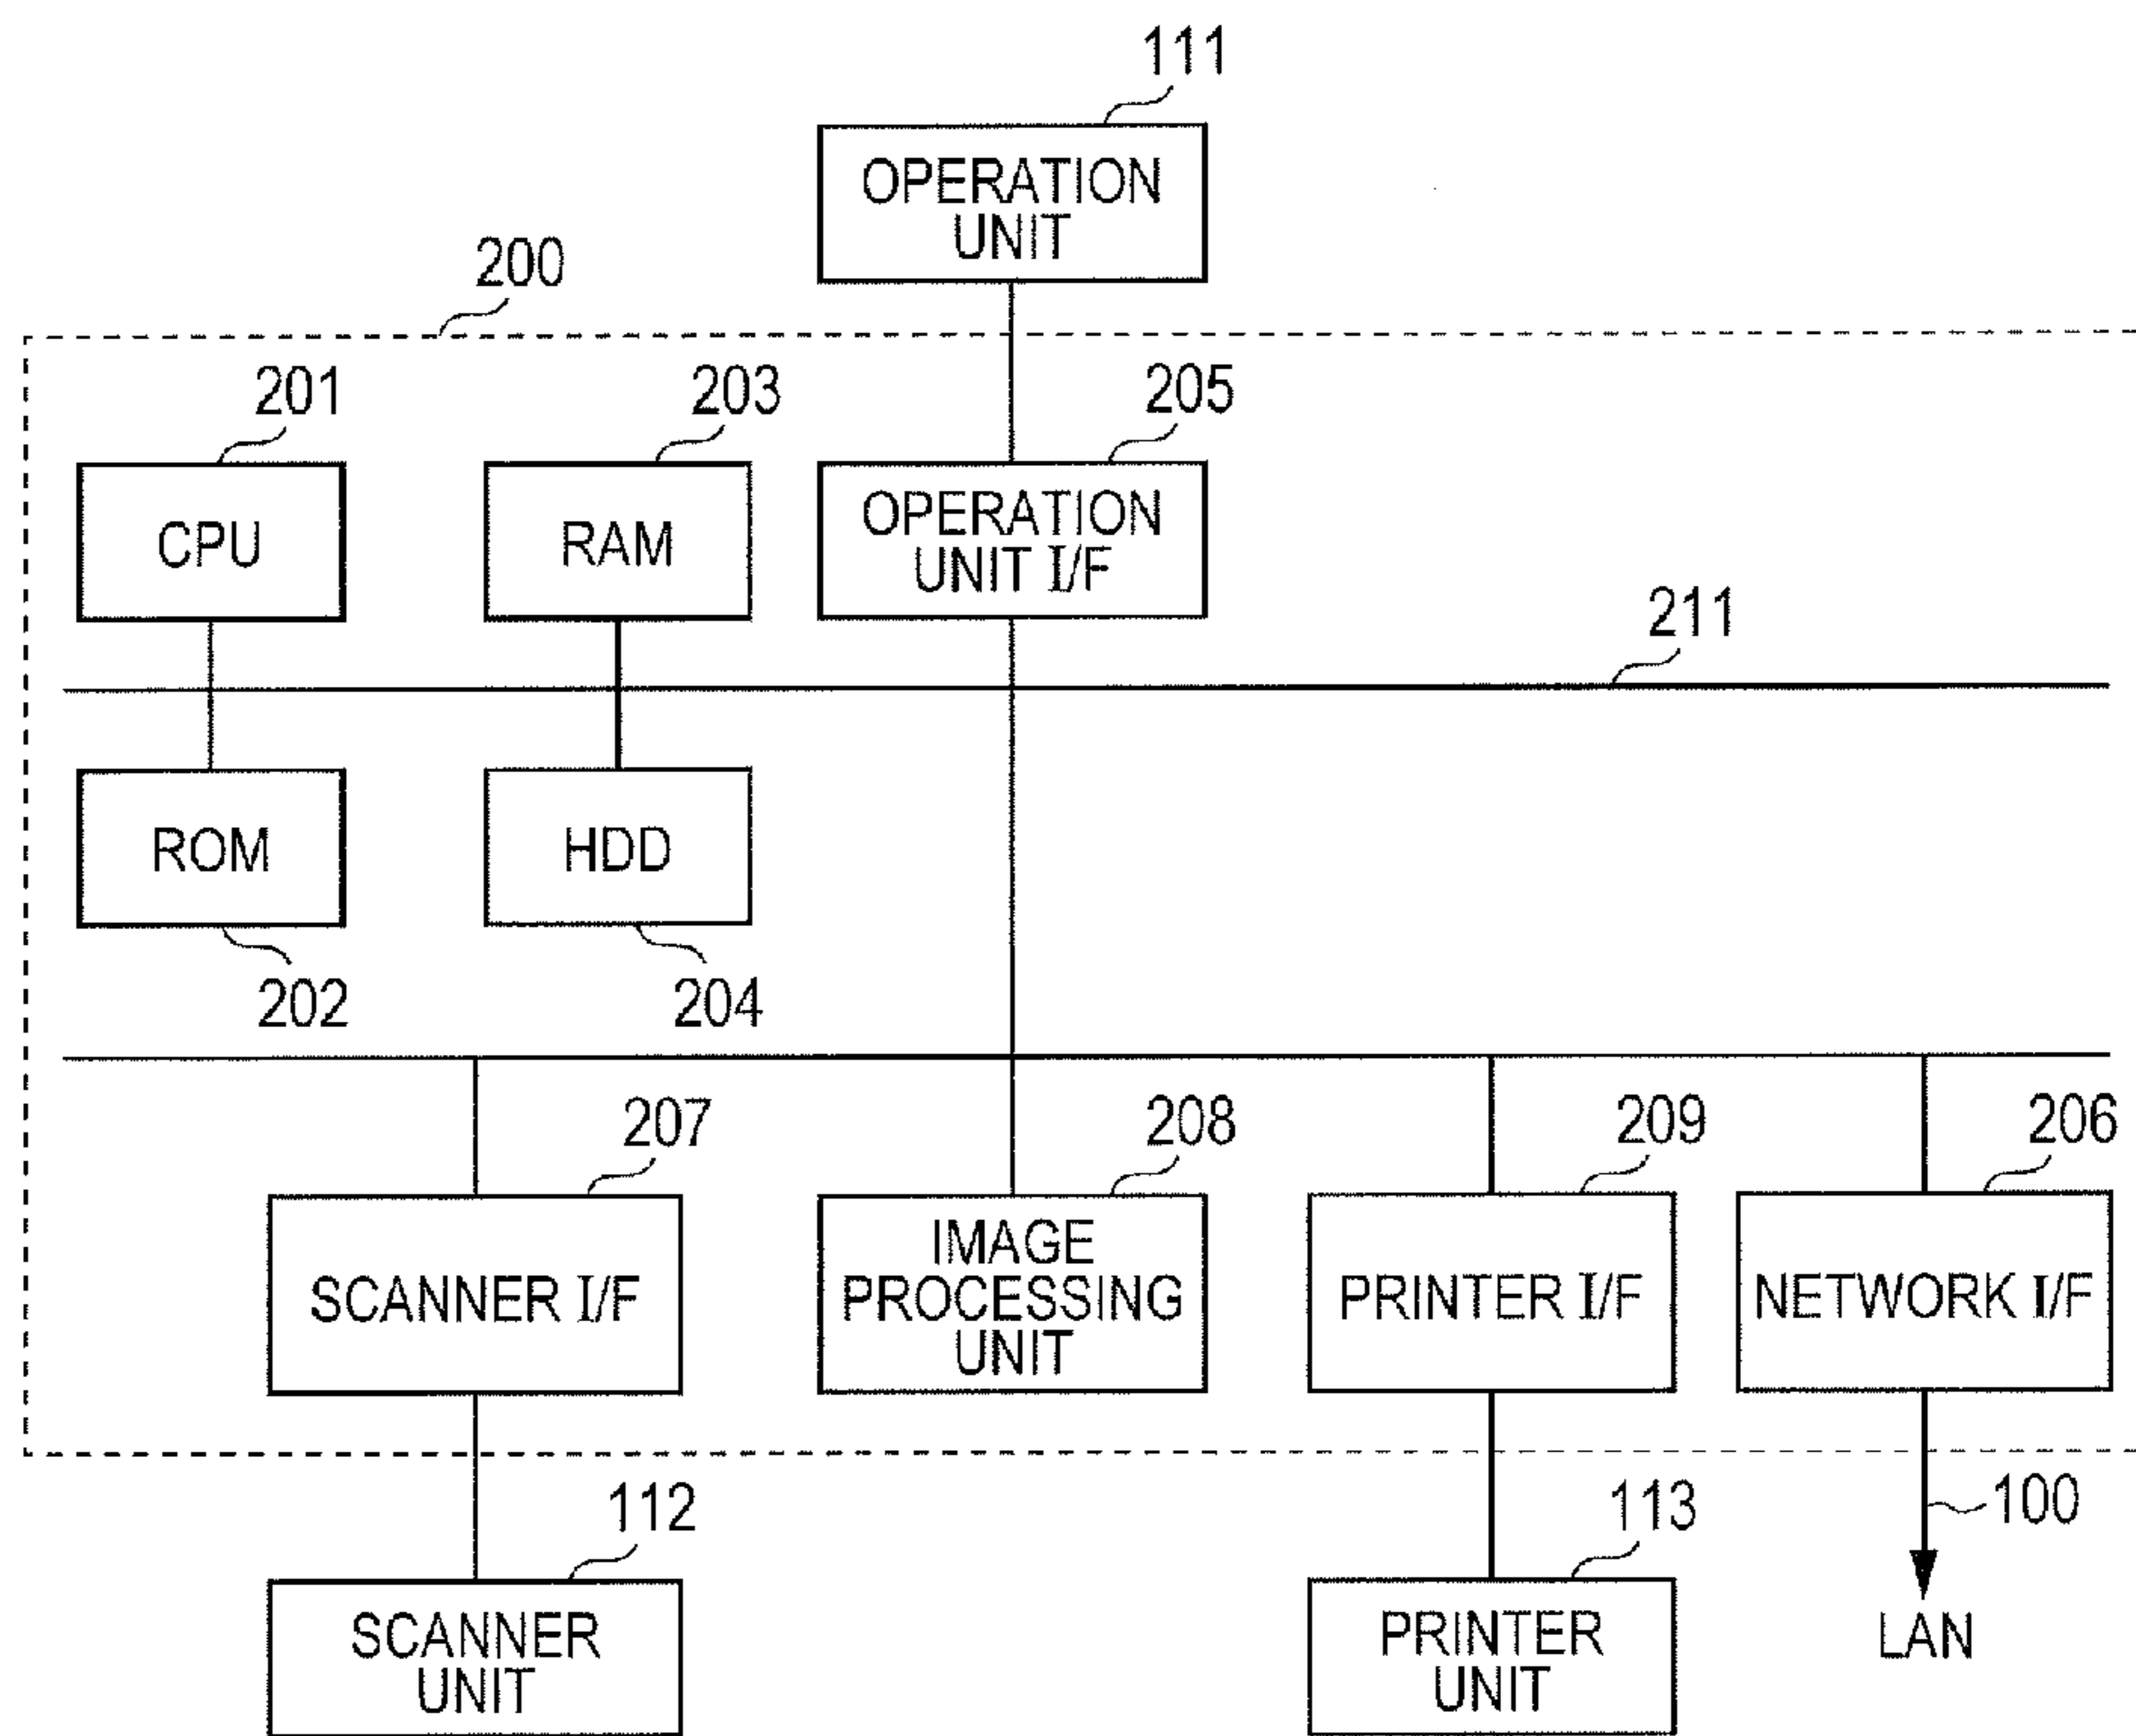 111
OPERATION
UNIT
200
201
203
205
CPU
RAM
OPERATION
UNIT I/F
211
ROM
HDD
202
204
207
208
209
206
SCANNER I/F
IMAGE
PROCESSING
UNIT
PRINTER I/F
NETWORK I/F
112
113
100
SCANNER
UNIT
PRINTER
UNIT
LAN